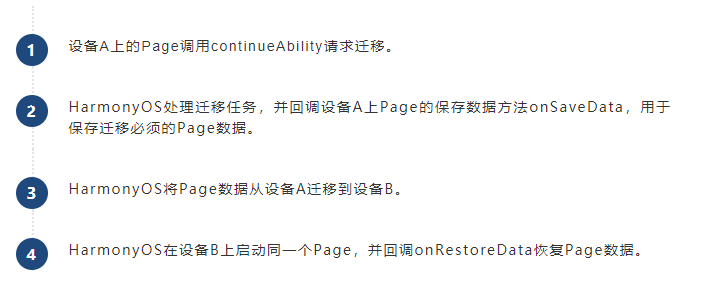 1 设备A上的Page调用continueAbility请求迁移。
2 HarmonyOS处理迁移任务，并回调设备A上Page的保存数据方法onSaveData，用于
保存迁移必须的Page数据。
3 HarmonyOS将Page数据从设备A迁移到设备B。
4 HarmonyOS在设备B上启动同一个Page，并回调onRestoreData恢复Page数据。